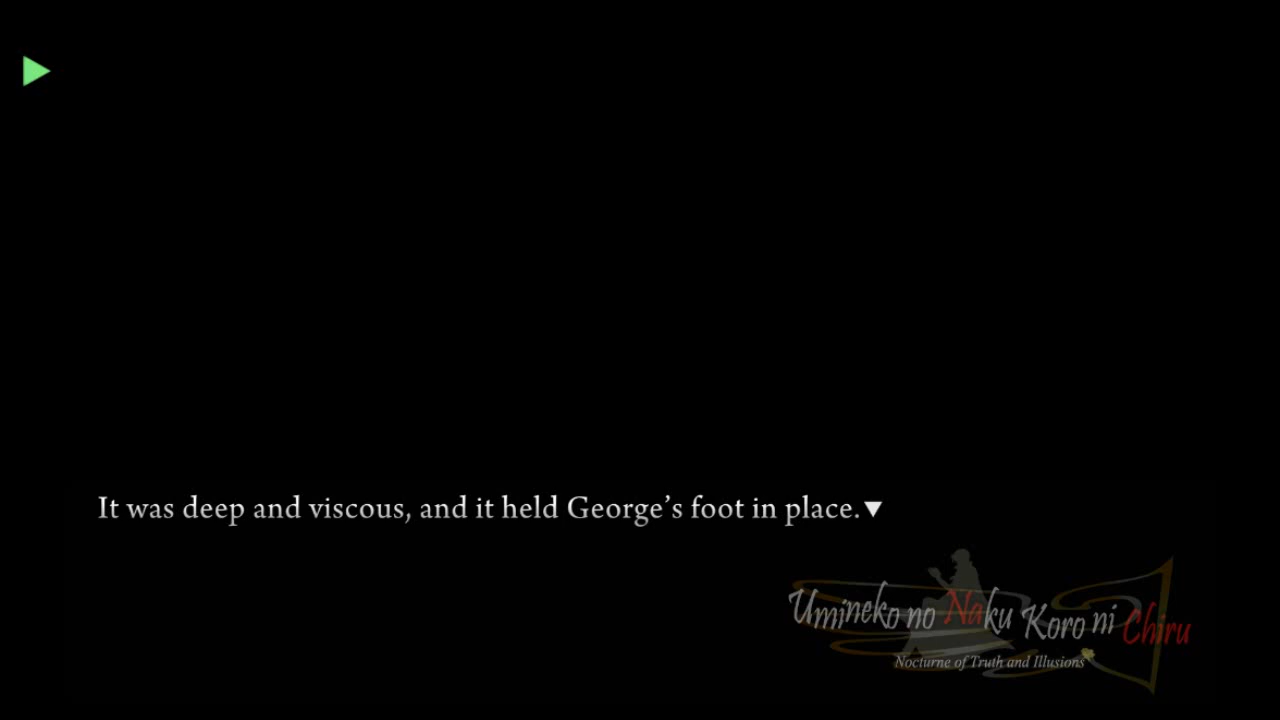 It was deep and viscous, and it held George’s foot in place.
Umineko no Naku Koro ni Chiru
Nocturne of Truth and Illusions